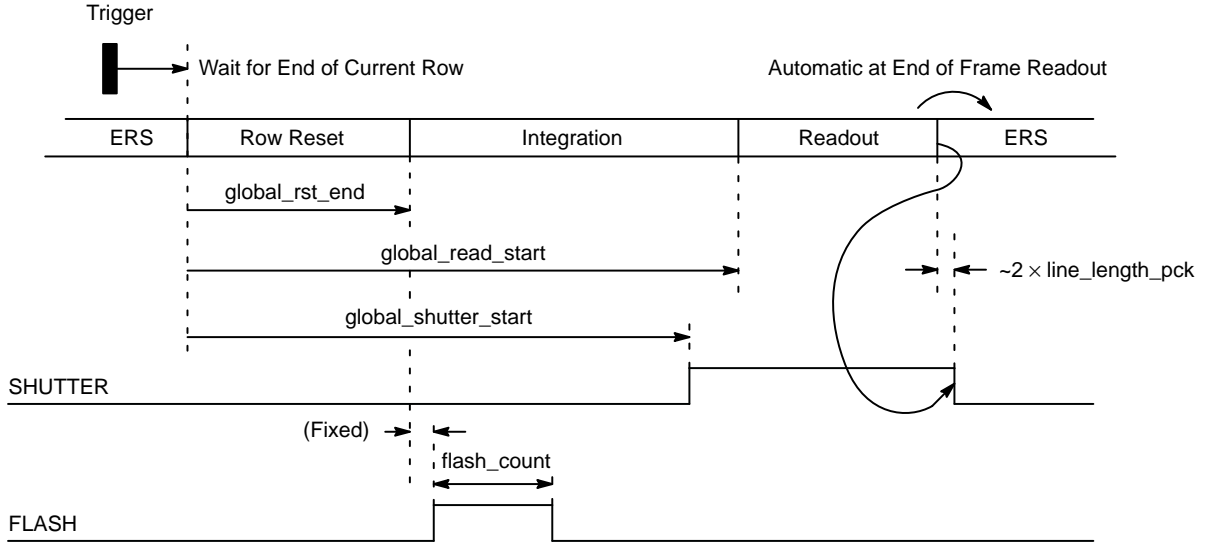 Trigger
Wait for End of Current Row
Automatic at End of Frame Readout
ERS Row Reset Integration Readout ERS
global_rst_end
global_read_start
~2 × line_length_pck
global_shutter_start
SHUTTER
(Fixed)
flash_count
FLASH